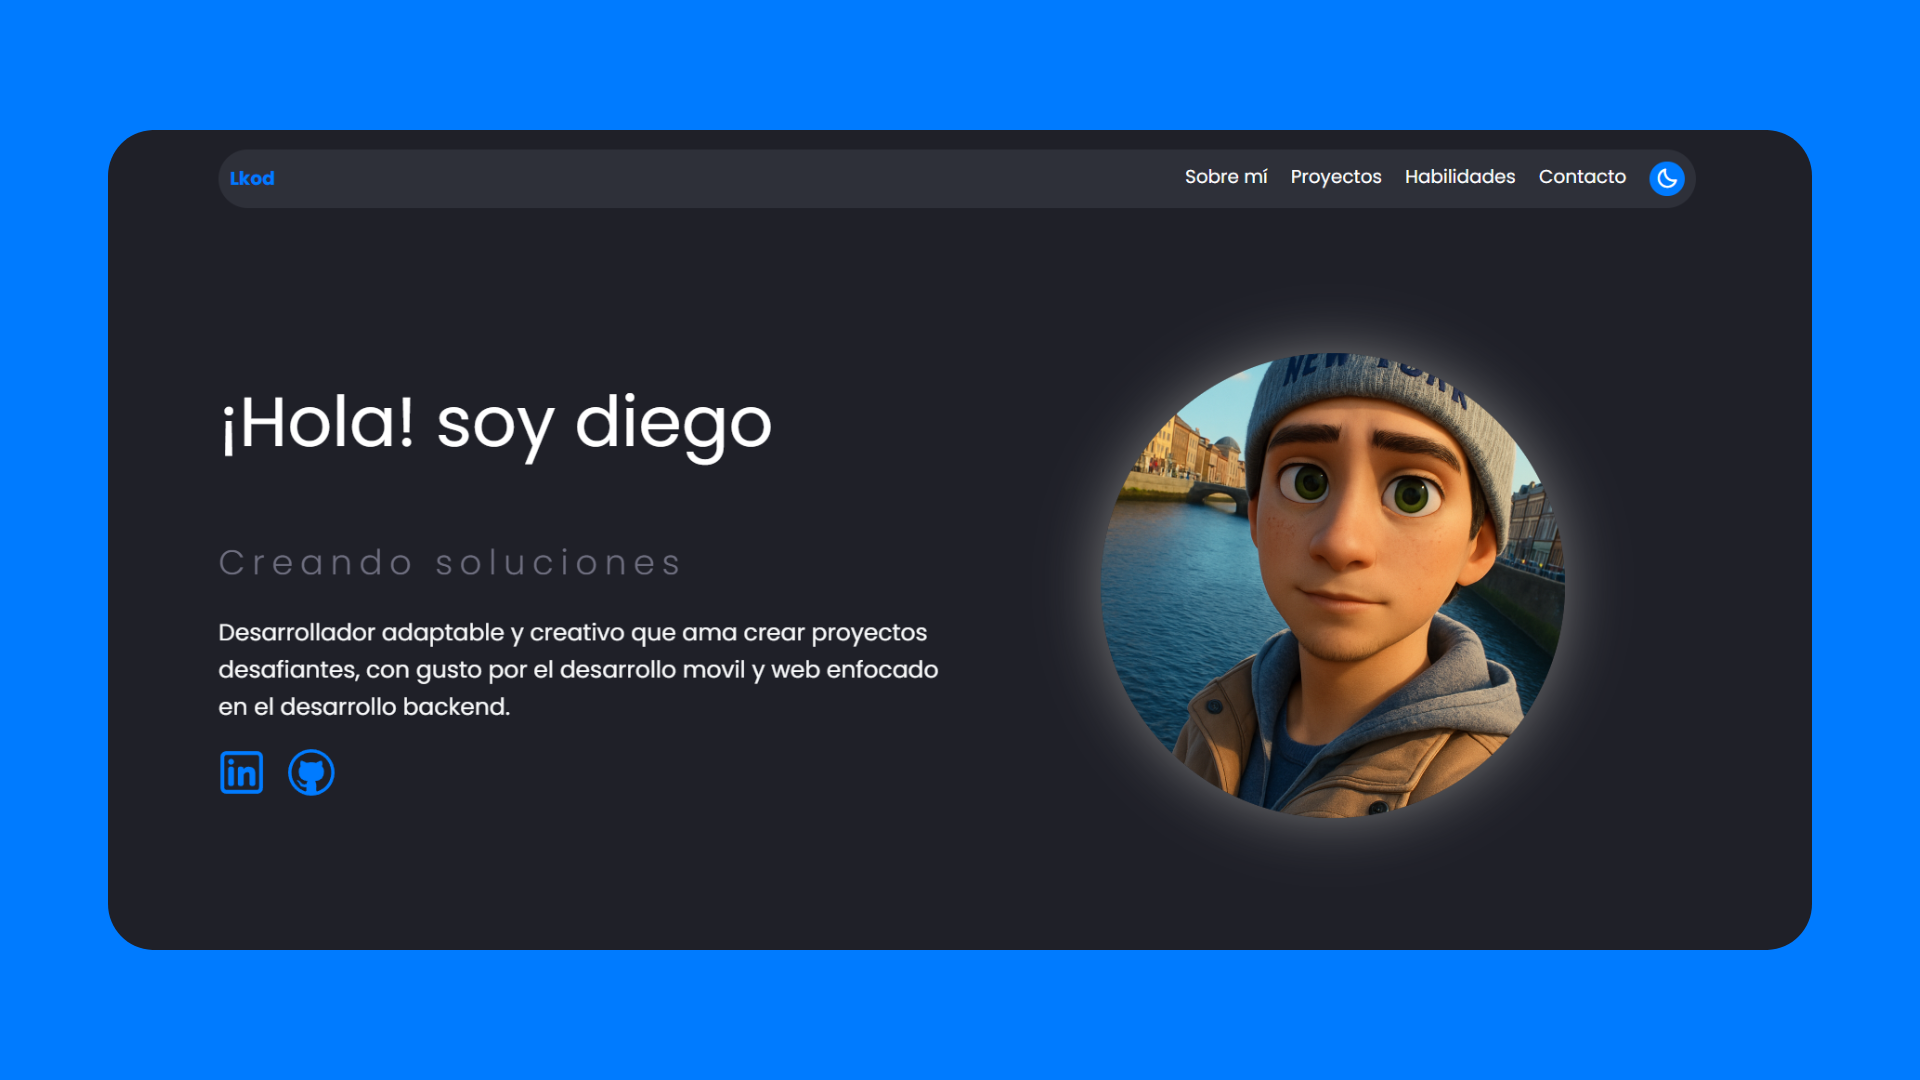 Lkod
Sobre mí Proyectos Habilidades Contacto
¡Hola! soy diego
NEW YORK
Creando soluciones
Desarrollador adaptable y creativo que ama crear proyectos
desafiantes, con gusto por el desarrollo movil y web enfocado
en el desarrollo backend.
in